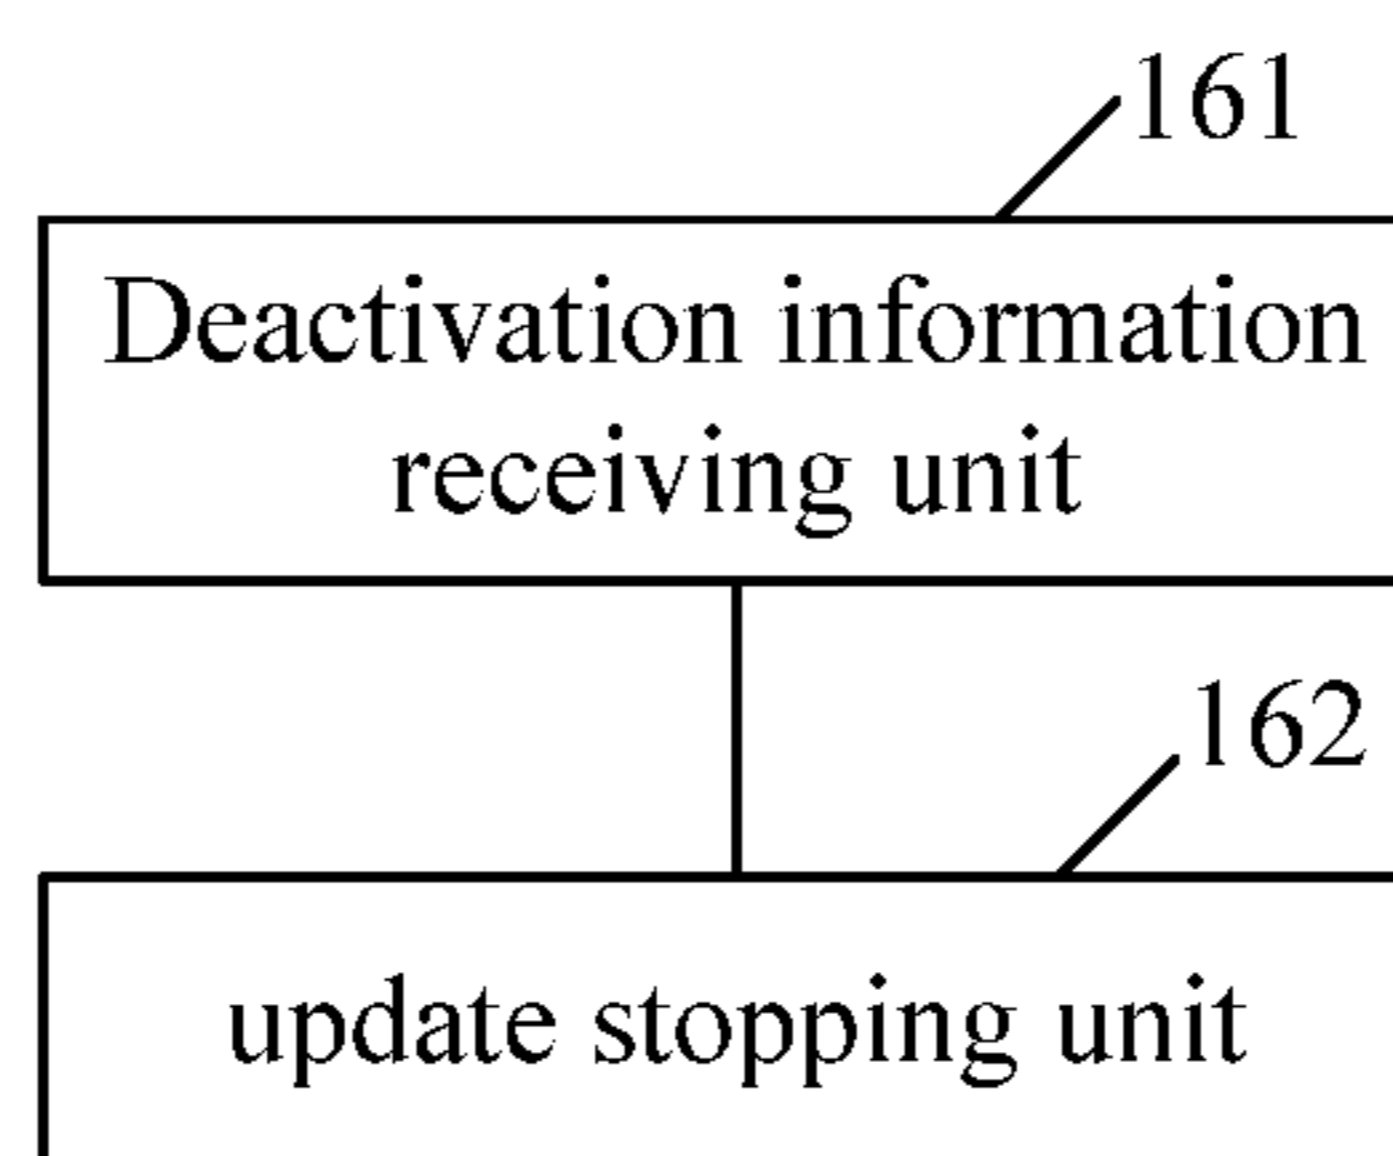 161
Deactivation information
receiving unit
162
update stopping unit